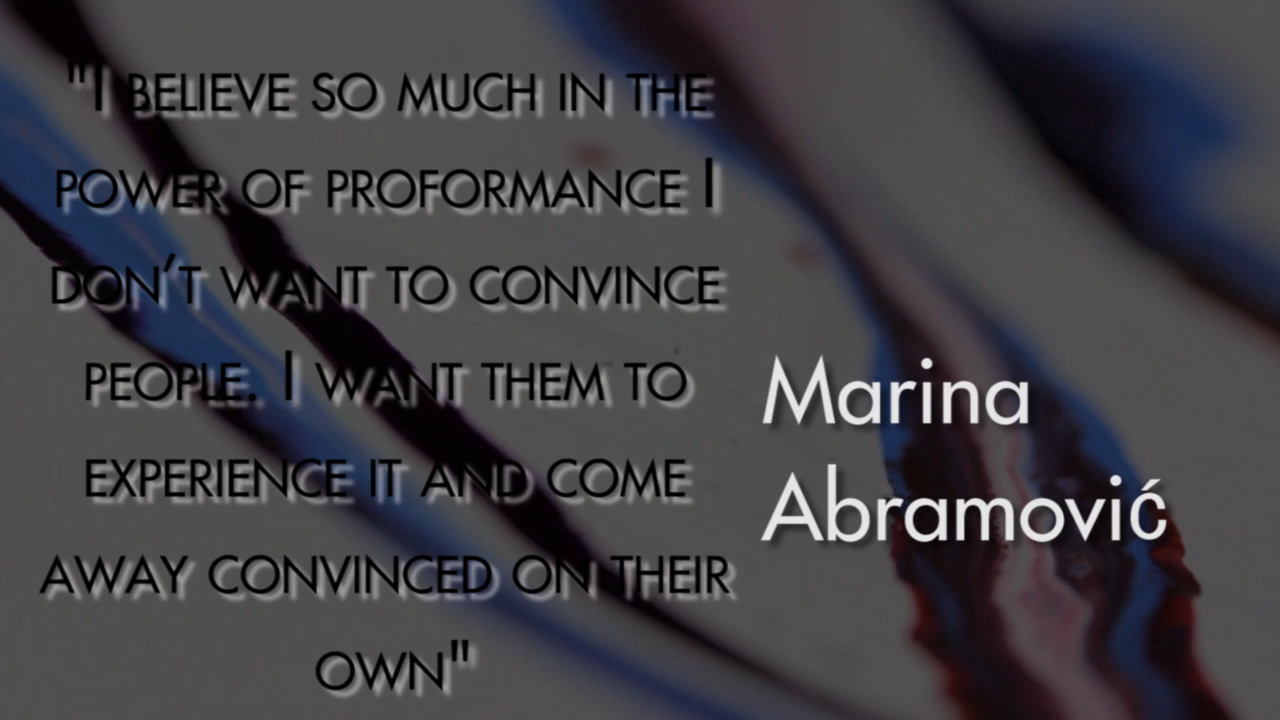 "I BELIEVE SO MUCH IN THE
POWER OF PROFORMANCE I
DON'T WANT TO CONVINCE
PEOPLE. I WANT THEM TO
EXPERIENCE IT AND COME
AWAY CONVINCED ON THEIR
OWN"
Marina
Abramović